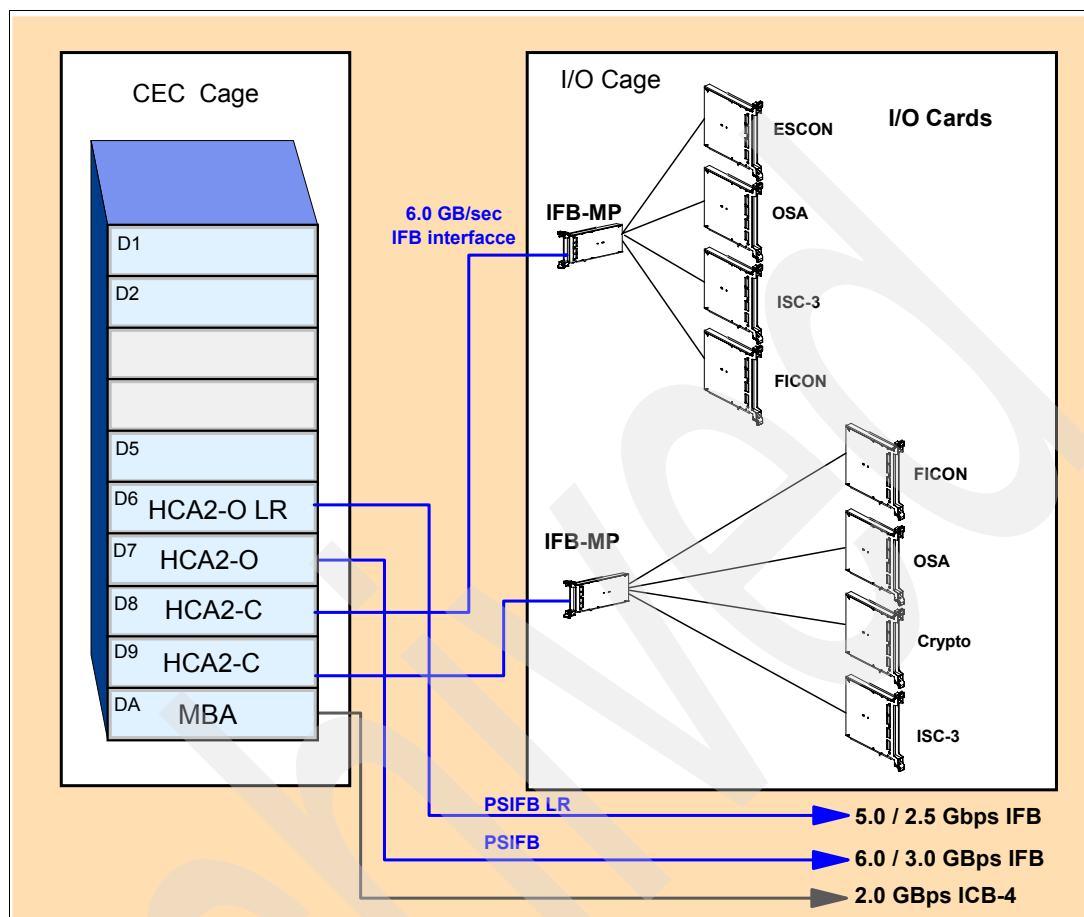 CEC Cage
D1
D2
D5
D6
HCA2-O LR
D7
HCA2-O
D8
HCA2-C
D9
HCA2-C
DA
MBA
6.0 GB/sec
IFB interfacce
I/O Cage
I/O Cards
IFB-MP
ESCON
OSA
ISC-3
FICON
IFB-MP
FICON
OSA
Crypto
ISC-3
PSIFB LR
5.0 / 2.5 Gbps IFB
PSIFB
6.0 / 3.0 GBps IFB
2.0 GBps ICB-4